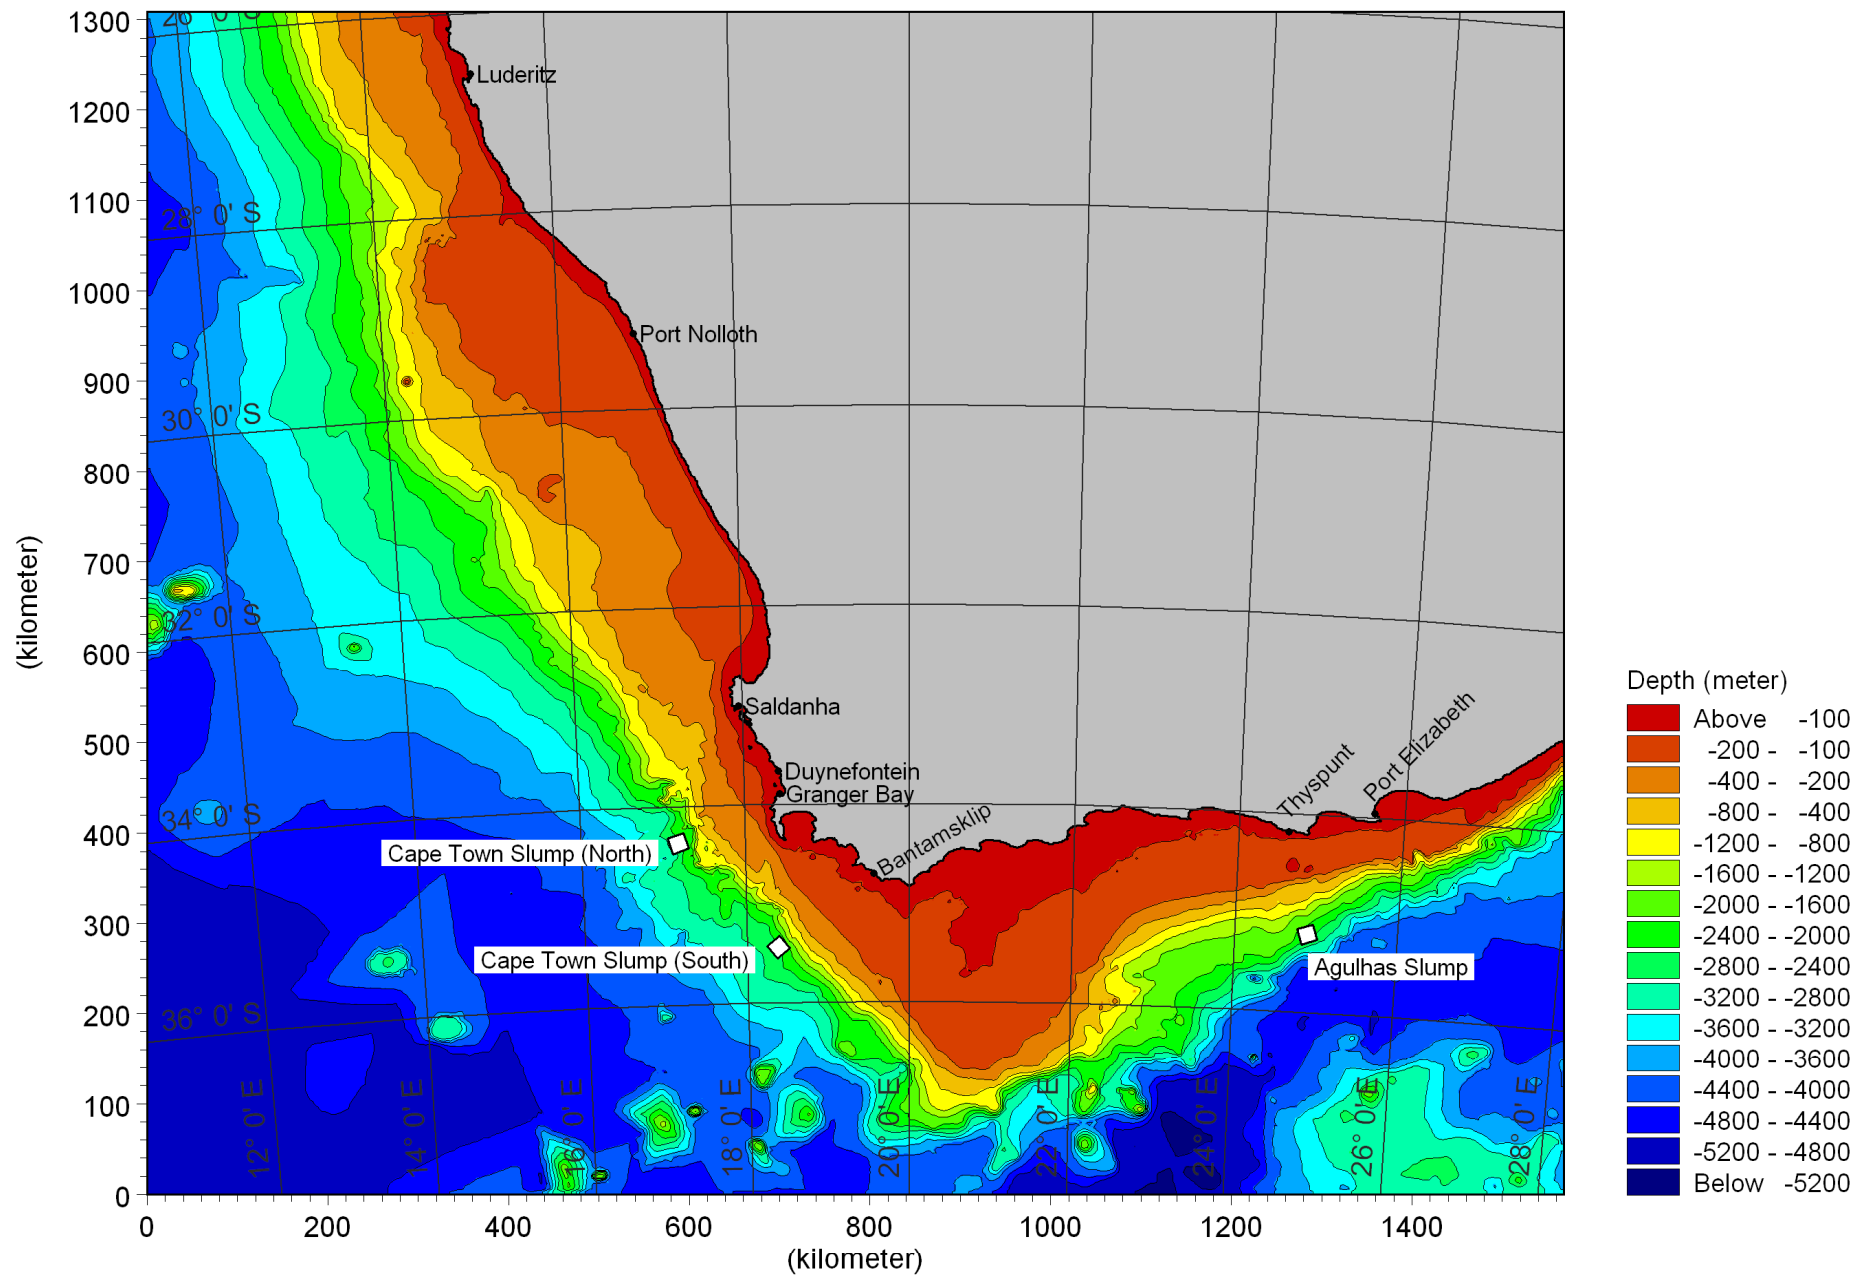 1300
1200
1100
1000
900
800
700
600
500
400
300
200
100
0
(kilometer)
0
200
400
600
800
1000
1200
1400
(kilometer)
28° 0' S
30° 0' S
32° 0' S
34° 0' S
36° 0' S
12° 0' E
14° 0' E
16° 0' E
18° 0' E
20° 0' E
22° 0' E
24° 0' E
26° 0' E
28° 0' E
Luderitz
Port Nolloth
Saldanha
Duynefontein
Granger Bay
Bantamsklip
Thyspunt
Port Elizabeth
Cape Town Slump (North)
Cape Town Slump (South)
Agulhas Slump
Depth (meter)
Above -100
-200 - -100
-400 - -200
-800 - -400
-1200 - -800
-1600 - -1200
-2000 - -1600
-2400 - -2000
-2800 - -2400
-3200 - -2800
-3600 - -3200
-4000 - -3600
-4400 - -4000
-4800 - -4400
-5200 - -4800
Below -5200